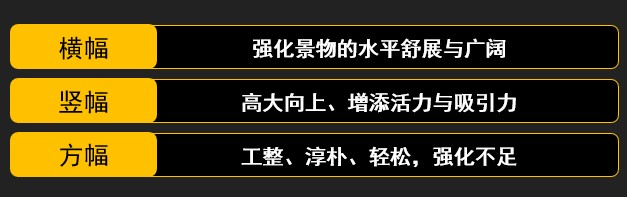 横幅 强化景物的水平舒展与广阔
竖幅 高大向上、增添活力与吸引力
方幅 工整、淳朴、轻松，强化不足